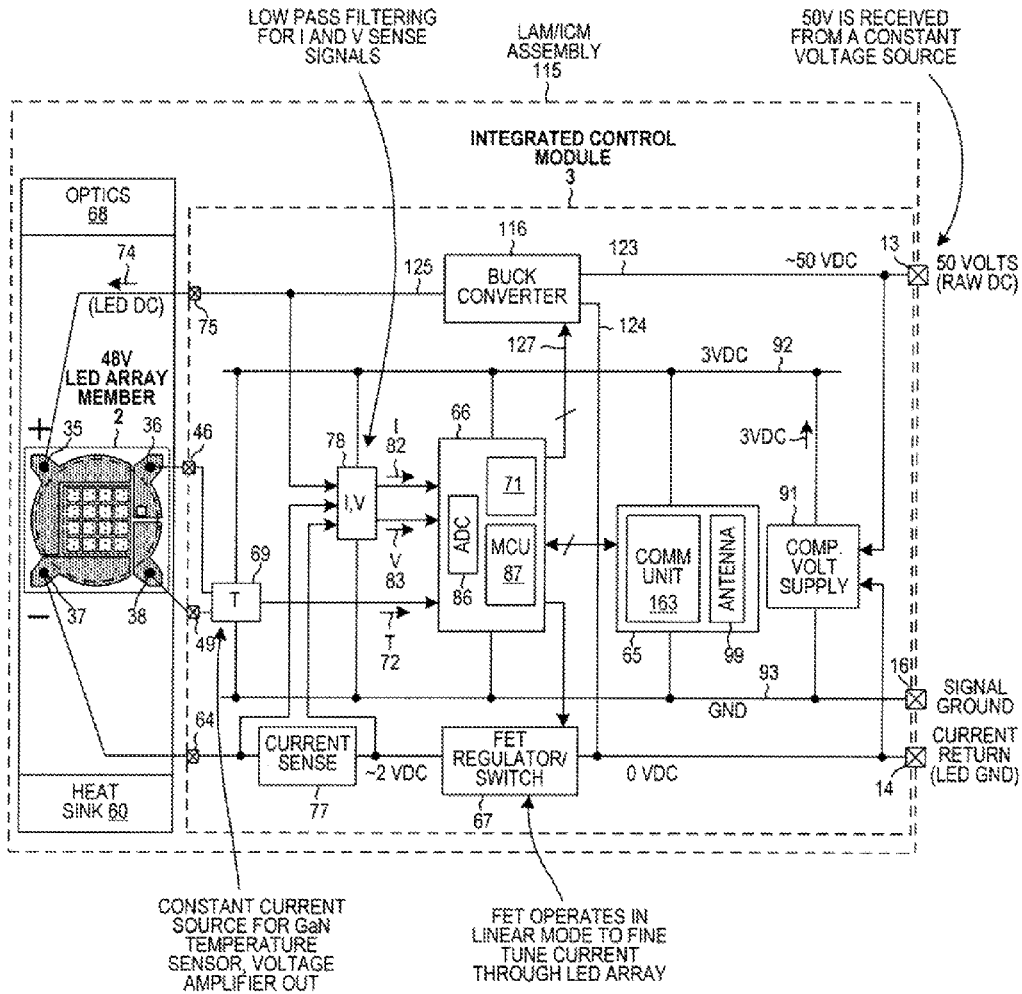 LOW PASS FILTERING
FOR I AND V SENSE
SIGNALS
LAM/ICM
ASSEMBLY
115
50V IS RECEIVED
FROM A CONSTANT
VOLTAGE SOURCE
INTEGRATED CONTROL
MODULE
3
OPTICS
68
74
(LED DC)
75
125
116
BUCK
CONVERTER
123
~50 VDC
13
50 VOLTS
(RAW DC)
124
127
3VDC
92
48V
LED ARRAY
MEMBER
2
+
35
36
46
78
I,V
I
82
V
83
66
71
ADC
86
MCU
87
3VDC
91
COMP.
VOLT
SUPPLY
COMM
UNIT
163
ANTENNA
65
99
69
T
T
72
–
37
38
49
93
GND
16
SIGNAL
GROUND
64
CURRENT
SENSE
77
~2 VDC
FET
REGULATOR/
SWITCH
67
0 VDC
14
CURRENT
RETURN
(LED GND)
HEAT
SINK 60
CONSTANT CURRENT
SOURCE FOR GaN
TEMPERATURE
SENSOR, VOLTAGE
AMPLIFIER OUT
FET OPERATES IN
LINEAR MODE TO FINE
TUNE CURRENT
THROUGH LED ARRAY